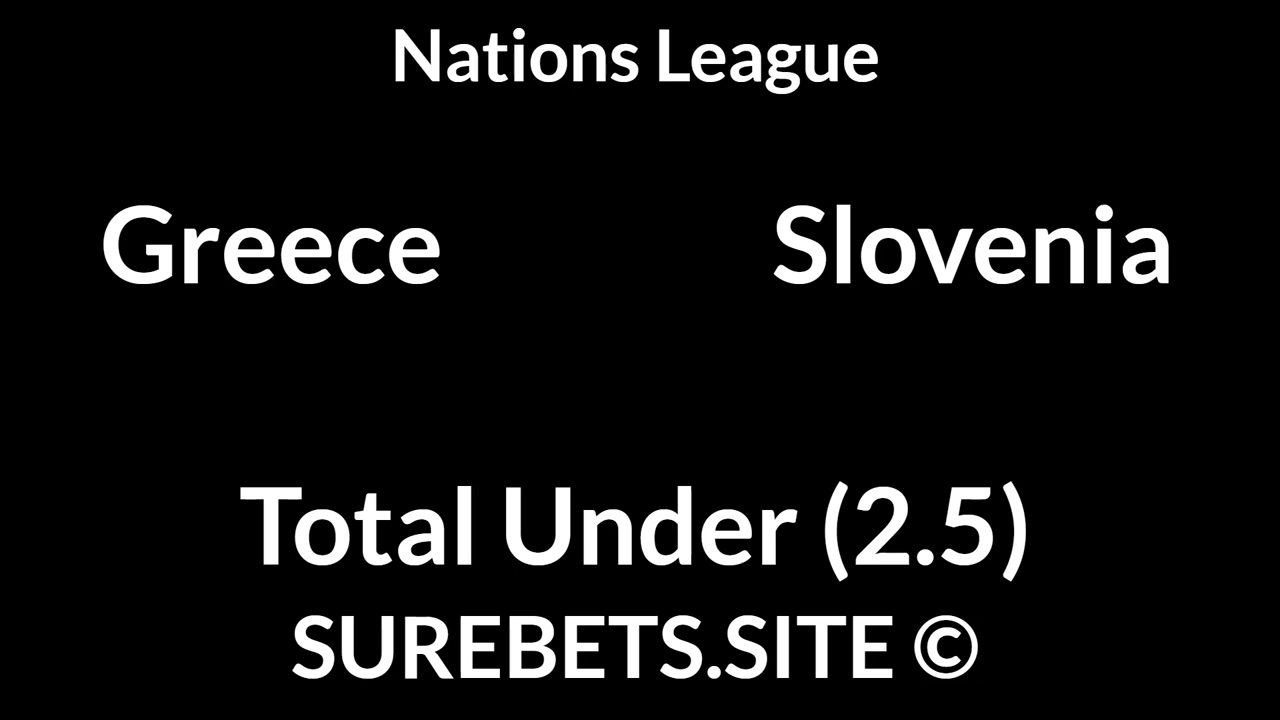 Nations League
Greece Slovenia
Total Under (2.5)
SUREBETS.SITE ©